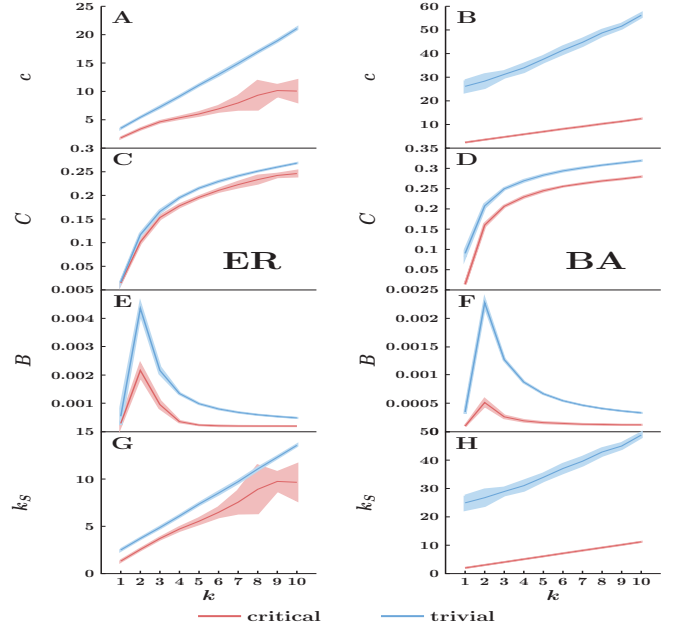 A
B
25
20
15
10
5
0.3
c
60
50
40
30
20
10
0.35
c
C
D
0.25
0.2
0.15
0.1
0.05
0.005
C
ER
0.3
0.2
0.1
0.05
0.0025
C
BA
E
F
0.004
0.003
0.002
0.001
15
B
0.002
0.0015
0.001
0.0005
50
B
G
H
10
5
0
k_S
40
30
20
10
0
k_S
1 2 3 4 5 6 7 8 9 10
1 2 3 4 5 6 7 8 9 10
k
k
critical
trivial